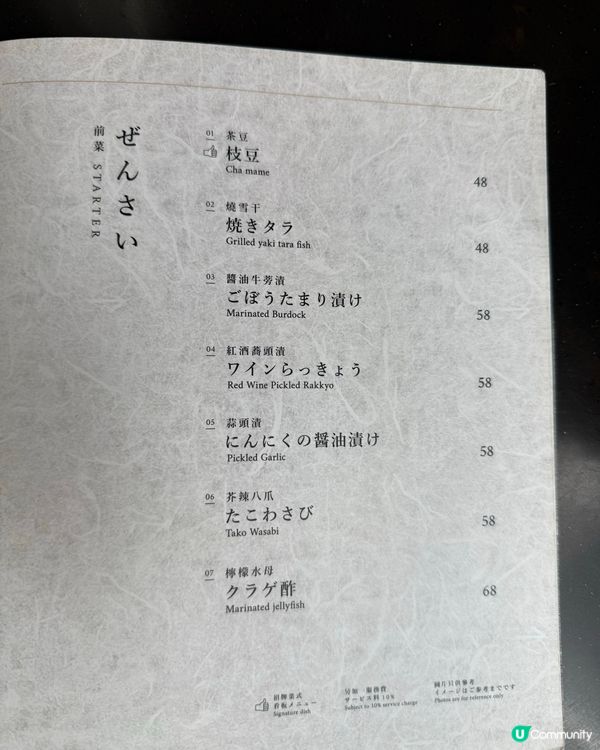 ぜんさい
前菜 STARTER
01
茶豆
枝豆
Cha mame
48
02
燒雪干
焼きタラ
Grilled yaki tara fish
48
03
醬油牛蒡漬
ごぼうたまり漬け
Marinated Burdock
58
04
紅酒蕎頭漬
ワインらっきょう
Red Wine Pickled Rakkyo
58
05
蒜頭漬
にんにくの醤油漬け
Pickled Garlic
58
06
芥辣八爪
たこわさび
Tako Wasabi
58
07
檸檬水母
クラゲ酢
Marinated jellyfish
68
招牌菜式
看板メニュー
Signature dish
另加一服務費
サービス料 10%
Subject to 10% service charge
圖片只供參考
イメージはご参考までです
Photos are for reference only
U Community